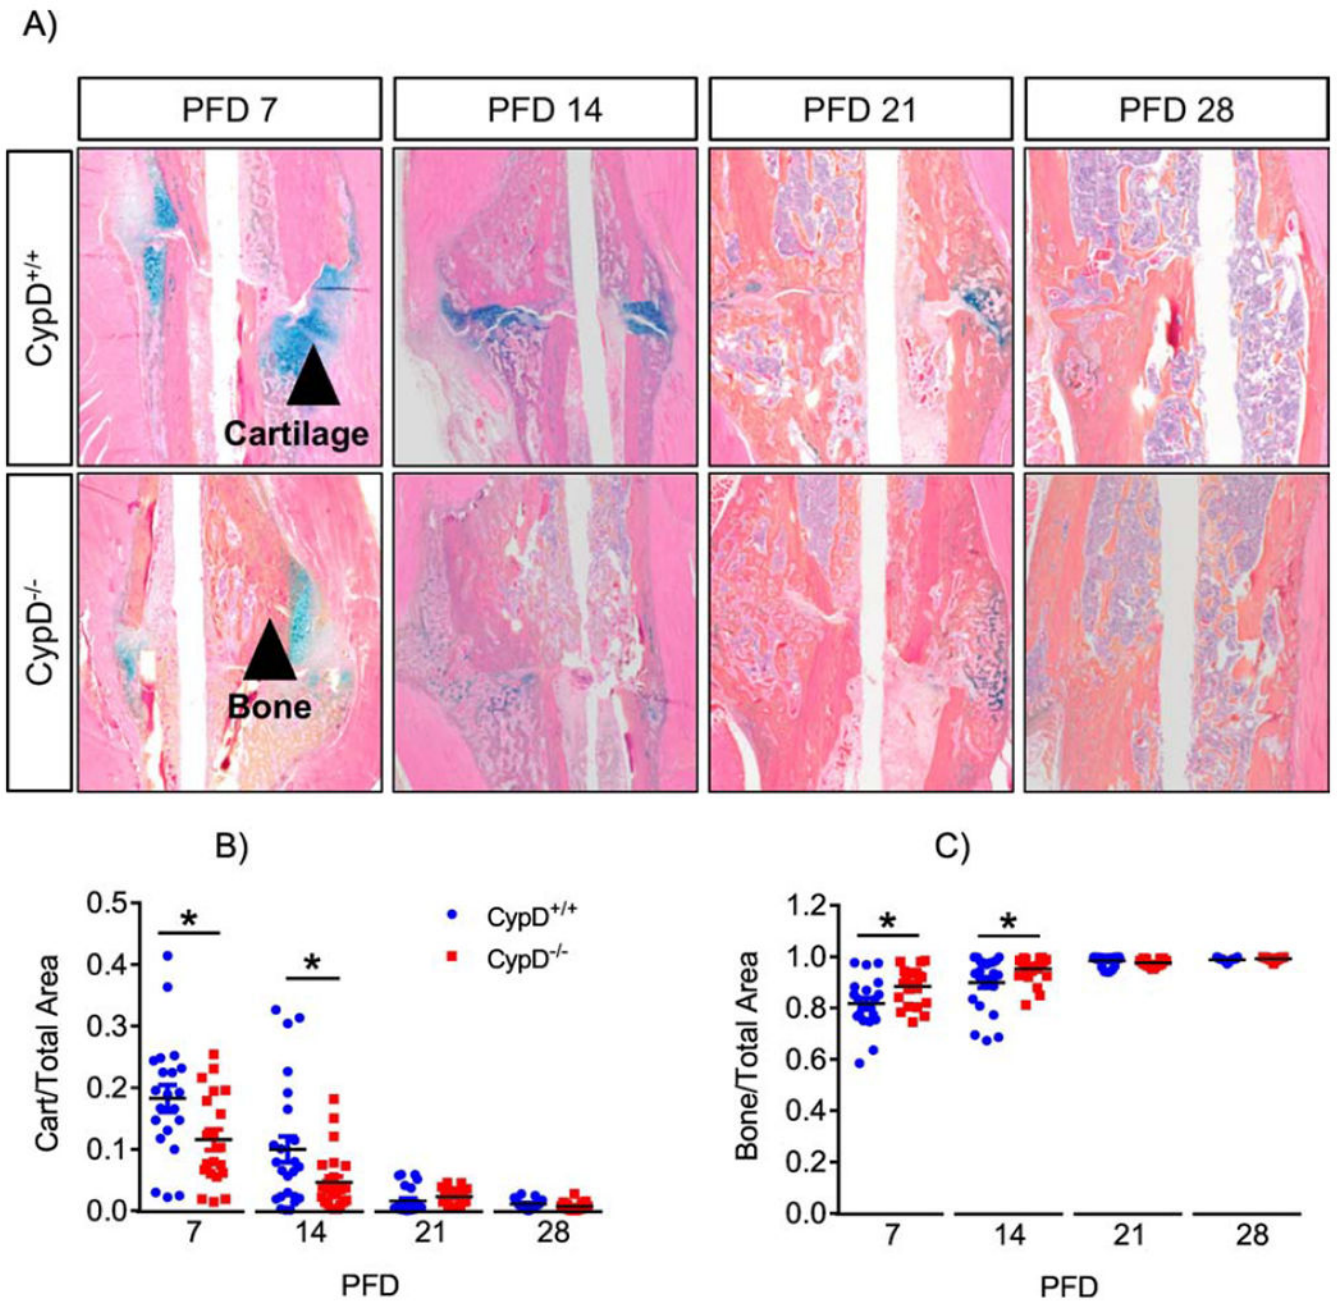 A)
PFD 7
PFD 14
PFD 21
PFD 28
CypD+/+
Cartilage
CypD-/-
Bone
B)
C)
0.5
0.4
0.3
0.2
0.1
0.0
Cart/Total Area
*
*
CypD+/+
CypD-/-
7
14
21
28
PFD
1.2
1.0
0.8
0.6
0.4
0.2
0.0
Bone/Total Area
*
*
7
14
21
28
PFD